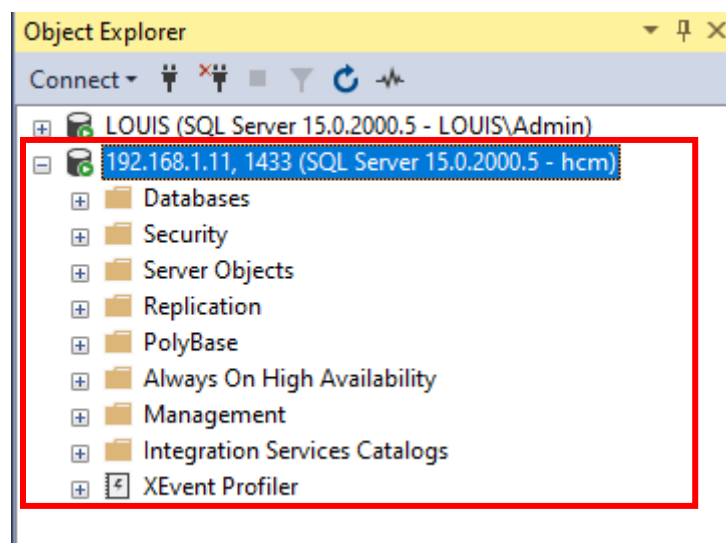 Object Explorer
Connect
LOUIS (SQL Server 15.0.2000.5 - LOUIS\Admin)
192.168.1.11, 1433 (SQL Server 15.0.2000.5 - hcm)
Databases
Security
Server Objects
Replication
PolyBase
Always On High Availability
Management
Integration Services Catalogs
XEvent Profiler